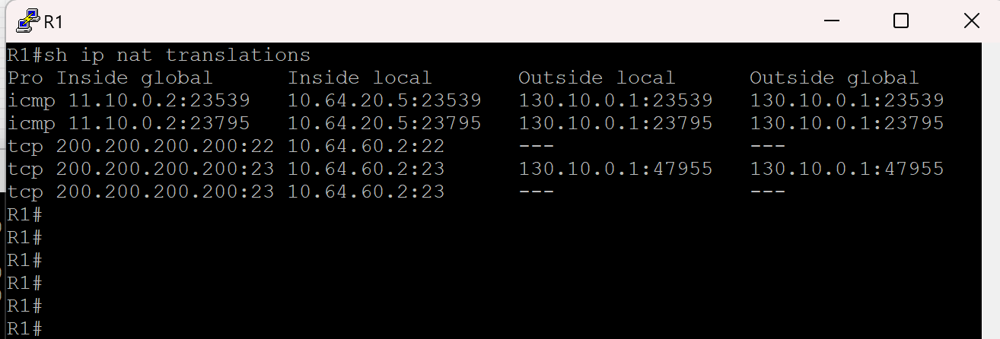 R1
R1#sh ip nat translations
Pro Inside global      Inside local       Outside local      Outside global
icmp 11.10.0.2:23539   10.64.20.5:23539   130.10.0.1:23539   130.10.0.1:23539
icmp 11.10.0.2:23795   10.64.20.5:23795   130.10.0.1:23795   130.10.0.1:23795
tcp 200.200.200.200:22 10.64.60.2:22      ---                ---
tcp 200.200.200.200:23 10.64.60.2:23      130.10.0.1:47955   130.10.0.1:47955
tcp 200.200.200.200:23 10.64.60.2:23      ---                ---
R1#
R1#
R1#
R1#
R1#
R1#